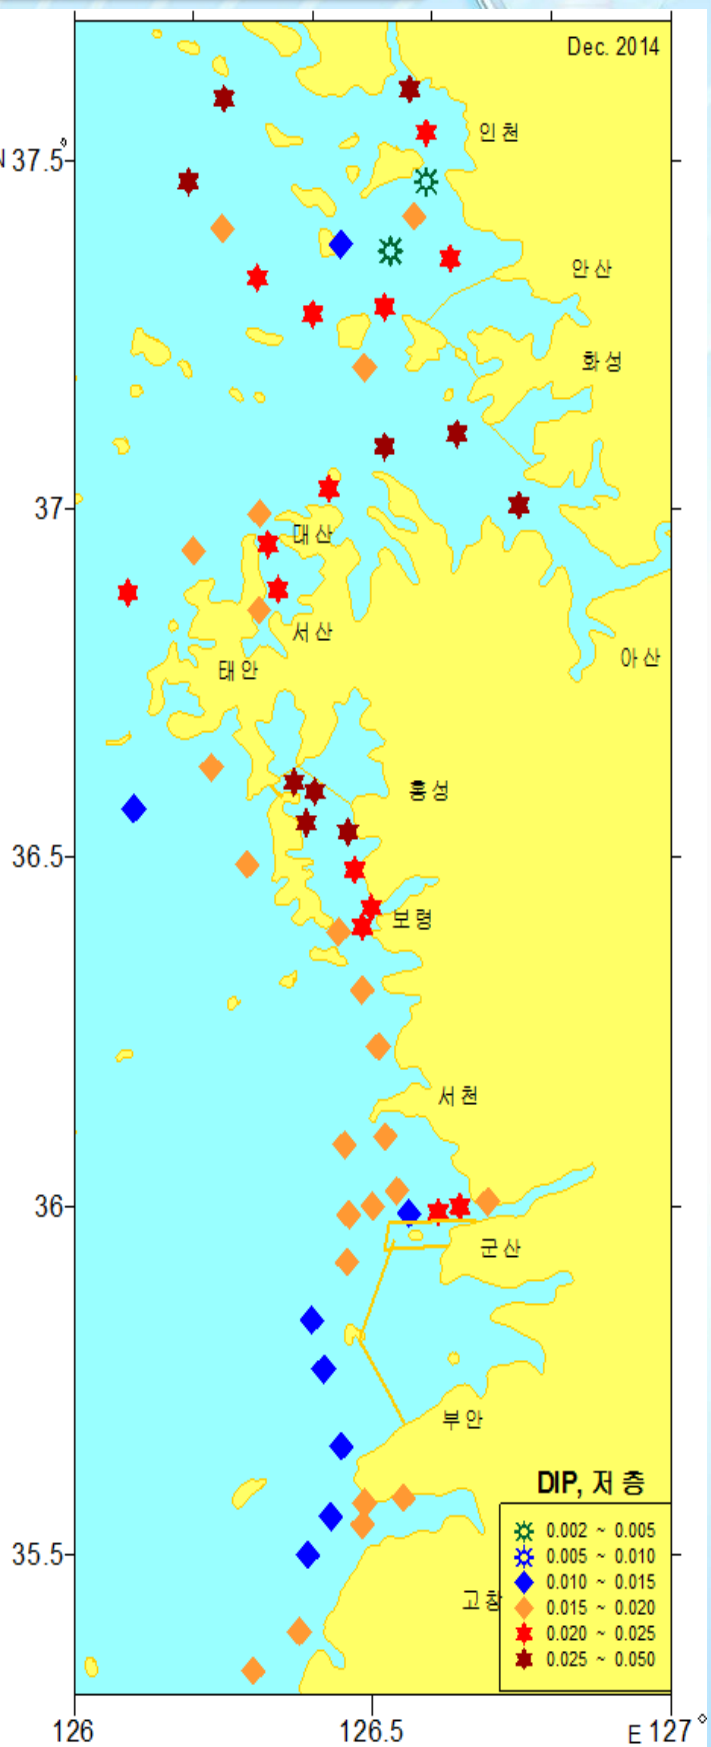 Dec. 2014
인천
N 37.5°
안산
화성
37
대산
서산
아산
태안
홍성
36.5
보령
서천
36
군산
부안
DIP, 저층
0.002 ~ 0.005
0.005 ~ 0.010
0.010 ~ 0.015
0.015 ~ 0.020
0.020 ~ 0.025
0.025 ~ 0.050
35.5
고창
126
126.5
E 127°